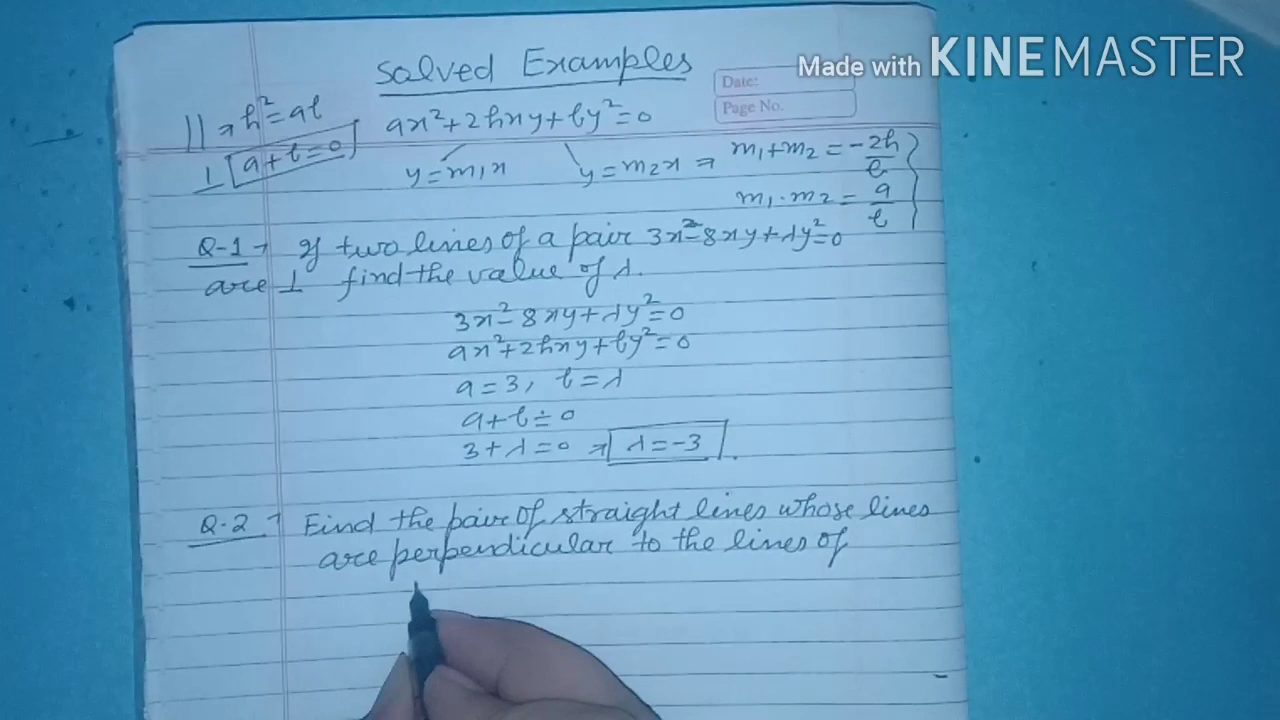 Made with KINEMASTER
Solved Examples
Date:
Page No.
|| → h² = ab
ax² + 2hxy + by² = 0
⊥ a + b = 0
y = m₁x
y = m₂x ⇒ m₁ + m₂ = -2h/b
m₁ . m₂ = a/b
Q-1 → If two lines of a pair 3x² - 8xy + λy² = 0
are ⊥ find the value of λ.
3x² - 8xy + λy² = 0
ax² + 2hxy + by² = 0
a = 3, b = λ
a + b = 0
3 + λ = 0 ⇒ λ = -3.
Q-2 → Find the pair of straight lines whose lines
are perpendicular to the lines of